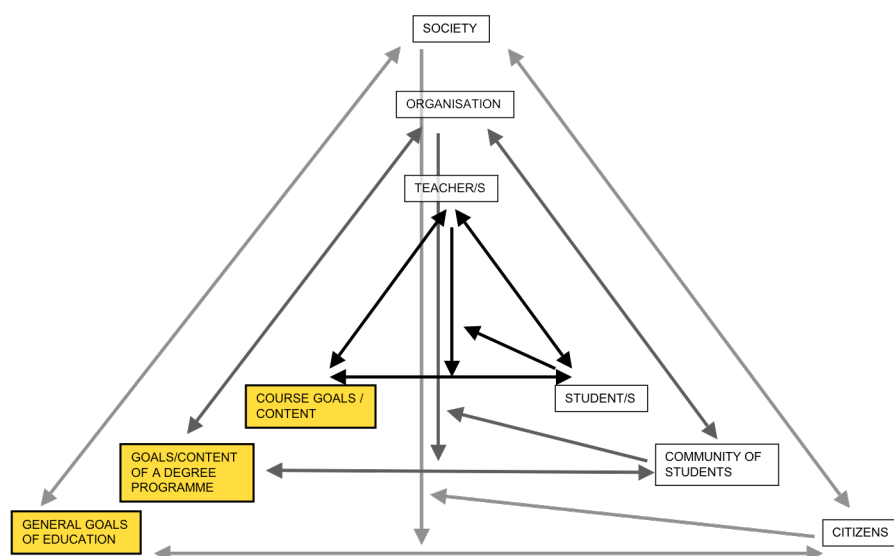 SOCIETY
ORGANISATION
TEACHER/S
COURSE GOALS /
CONTENT
STUDENT/S
GOALS/CONTENT
OF A DEGREE
PROGRAMME
COMMUNITY OF
STUDENTS
GENERAL GOALS
OF EDUCATION
CITIZENS